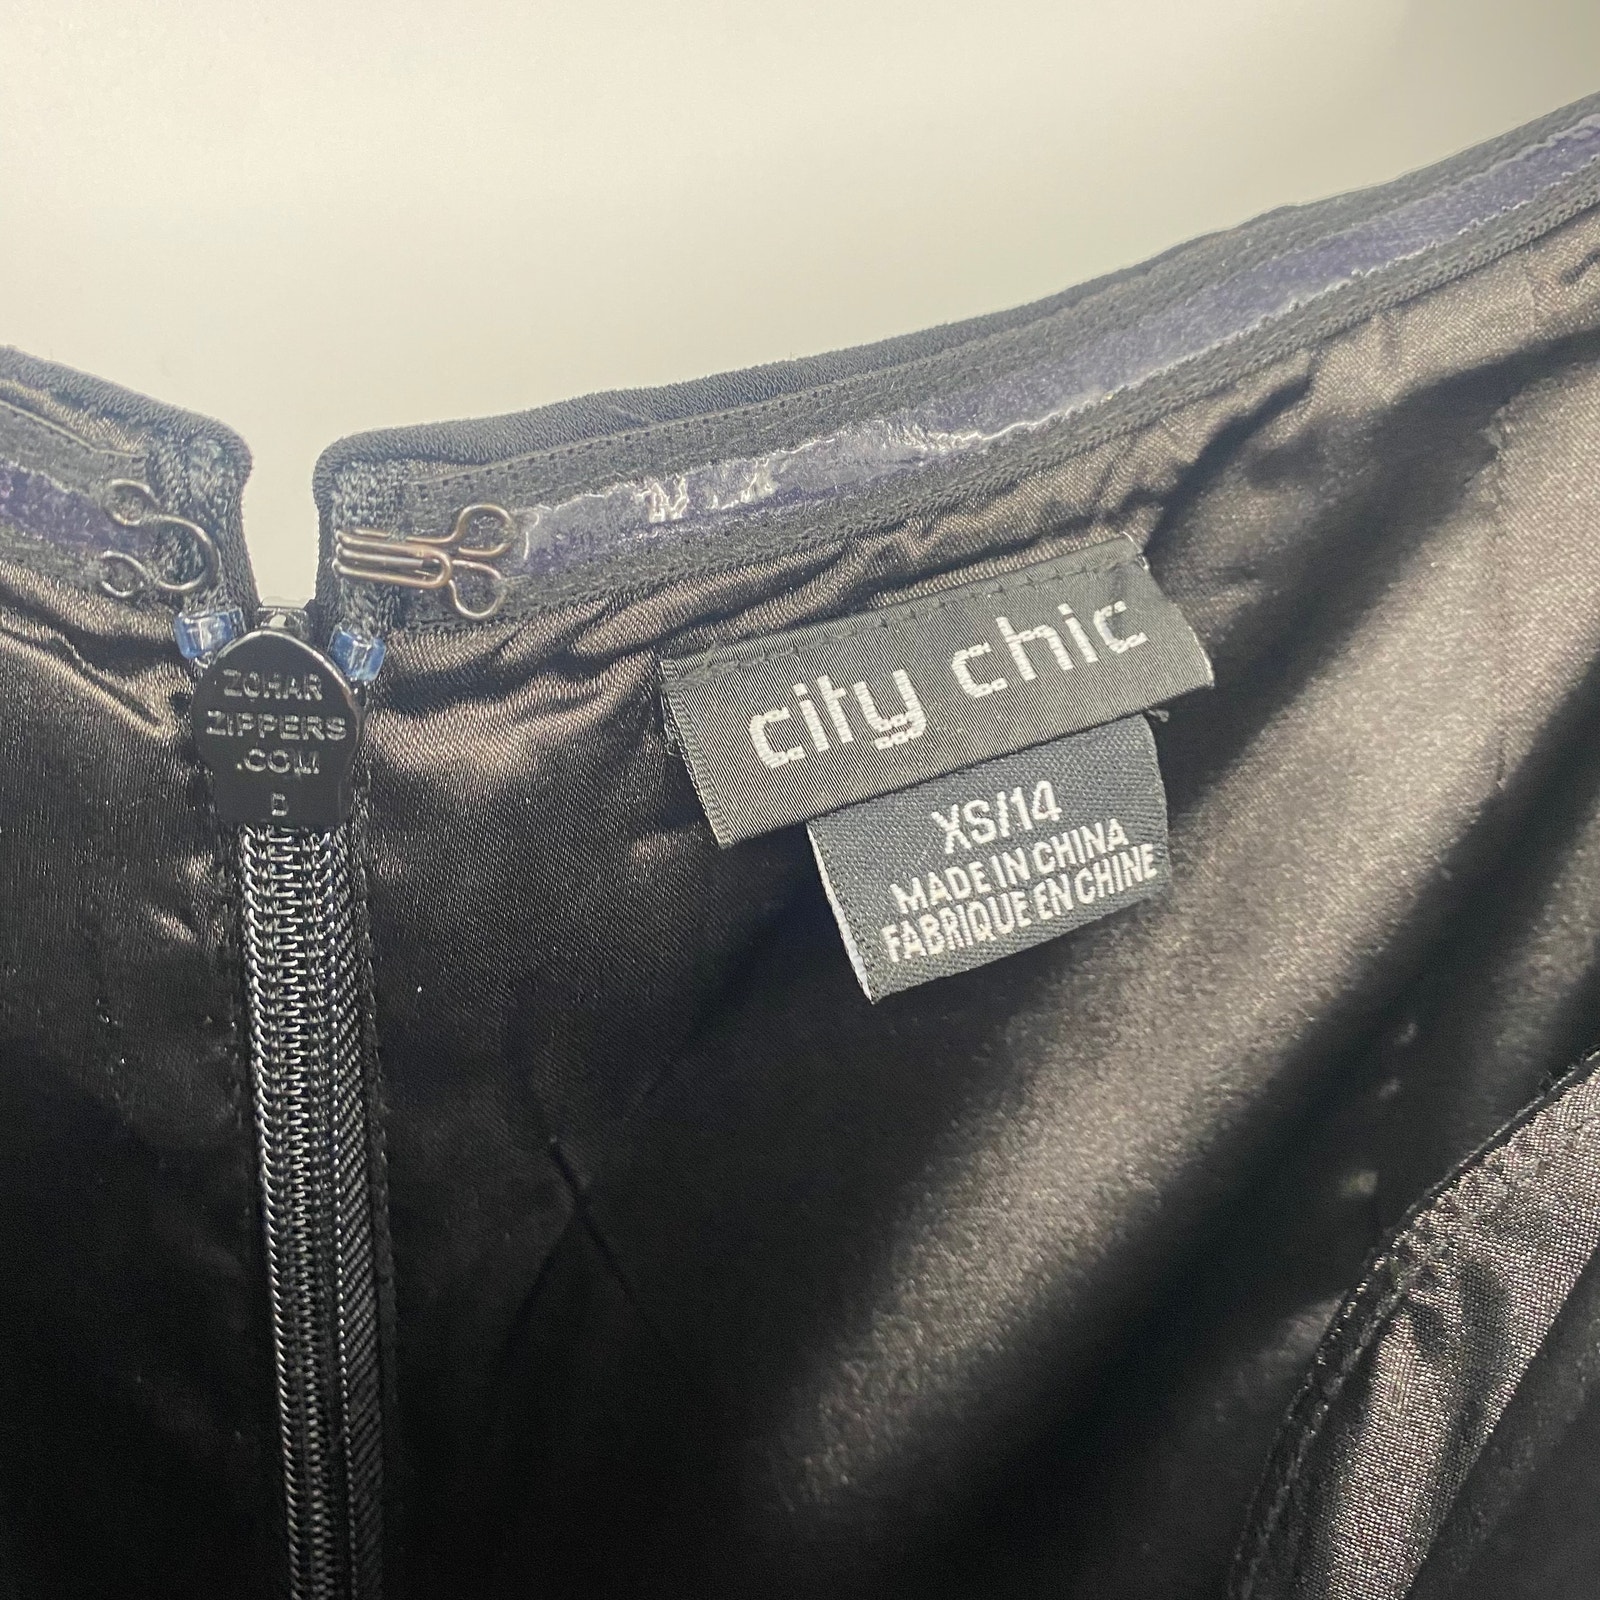 city chic
XS/14
MADE IN CHINA
FABRIQUE EN CHINE
ZOHAR
ZIPPERS
.COM
D